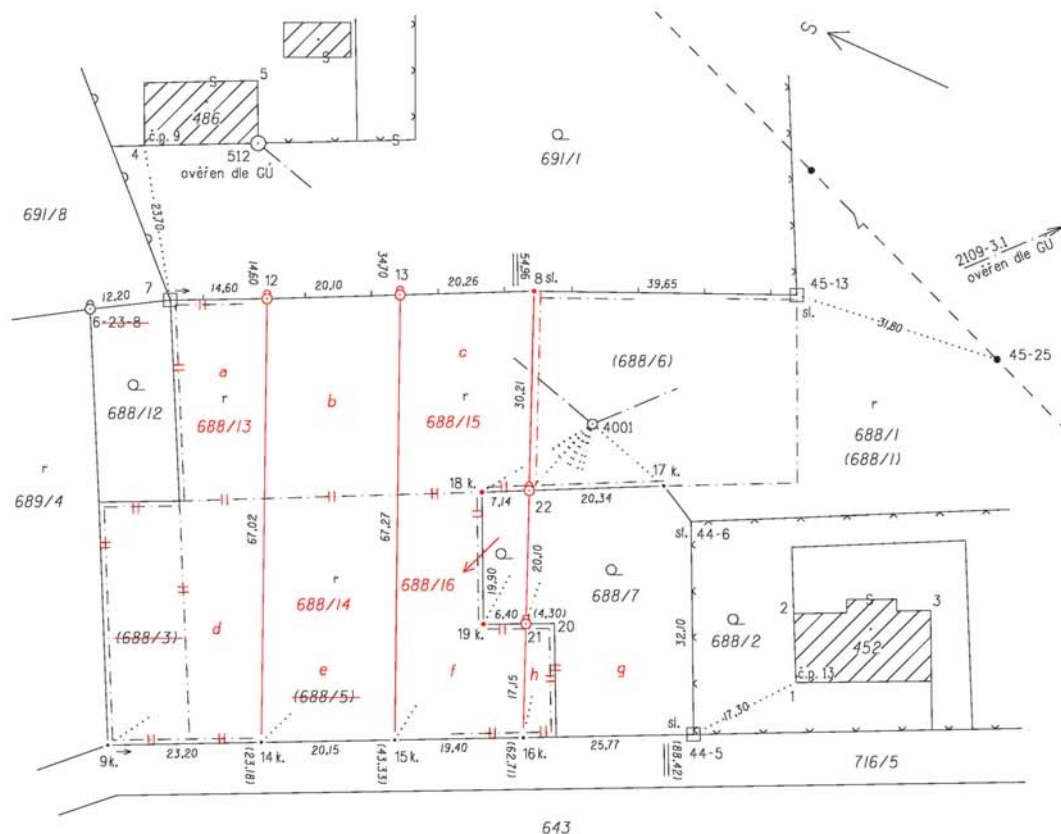 S
5
S
S
486
č.p. 9
4
512
ověřen dle GÚ
S
691/1
691/8
23,70
2109-3.1
ověřen dle GÚ
12,20
7
14,60
14,60
12
20,10
34,70
13
20,26
54,96
8 sl.
39,65
45-13
sl.
6-23-8
31,80
45-25
a
b
c
(688/6)
688/12
r
688/13
r
688/15
30,21
4001
r
688/1
(688/1)
r
689/4
18 k.
7,14
22
20,34
17 k.
67,02
67,27
sl.
44-6
r
688/14
688/16
19,90
20,10
688/7
688/2
32,10
2
S
3
452
(688/3)
d
6,40
(4,30)
20
19 k.
21
e
(688/5)
f
h
g
17,15
č.p. 13
1
17,30
sl.
9k.
23,20
(23,18)
14 k.
20,15
(43,33)
15 k.
19,40
(62,71)
16 k.
25,77
(88,42)
44-5
716/5
643